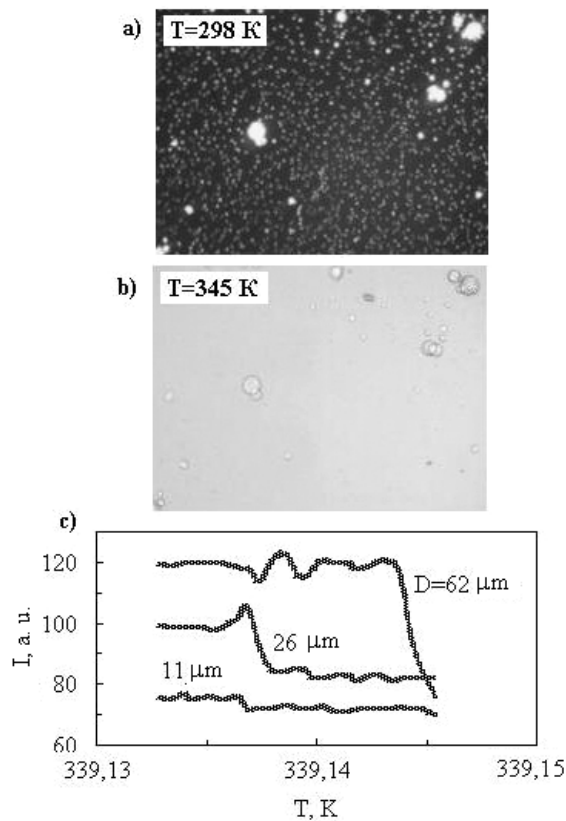 a) T=298 K
b) T=345 K
c)
120
100
80
60
I, a. u.
D=62 μm
26 μm
11 μm
339,13 339,14 339,15
T, K